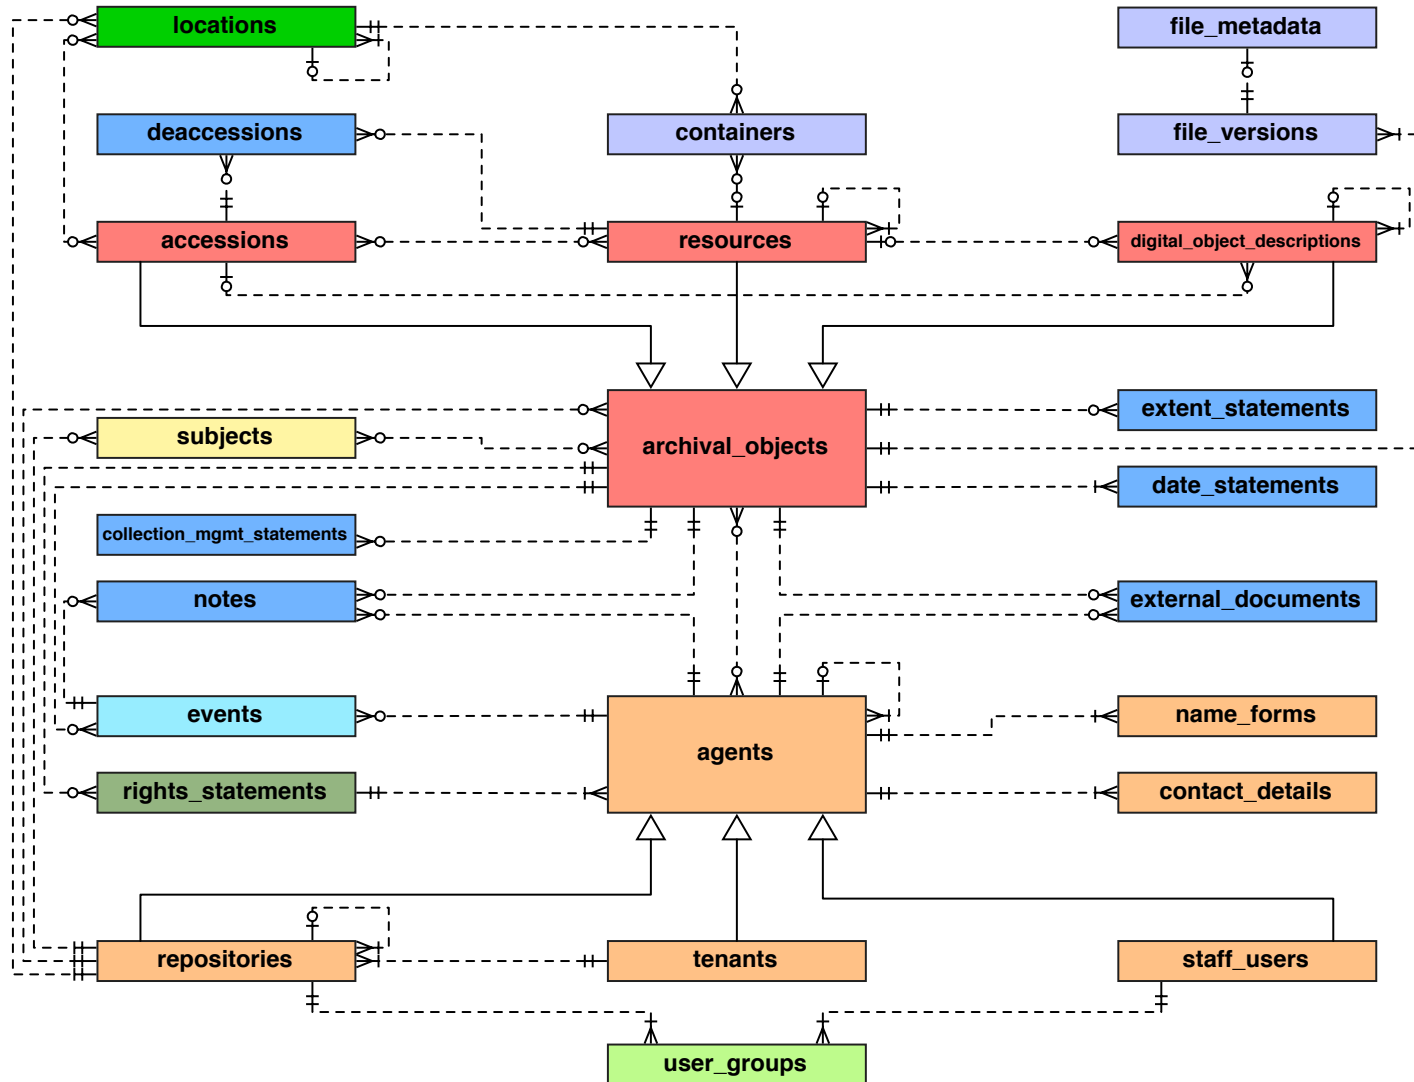 locations
file_metadata
deaccessions
containers
file_versions
accessions
resources
digital_object_descriptions
archival_objects
extent_statements
subjects
date_statements
collection_mgmt_statements
notes
external_documents
events
agents
name_forms
rights_statements
contact_details
repositories
tenants
staff_users
user_groups